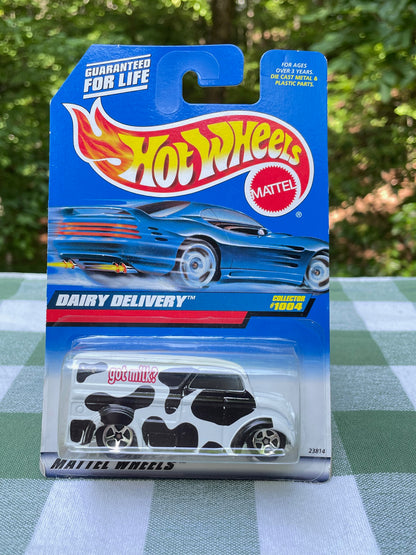 GUARANTEED
FOR LIFE
FOR AGES
OVER 3 YEARS.
DIE CAST METAL &
PLASTIC PARTS.
HOT WHEELS
MATTEL
®
DAIRY DELIVERY™
COLLECTOR
#1004
got milk?
23814
MATTEL WHEELS™